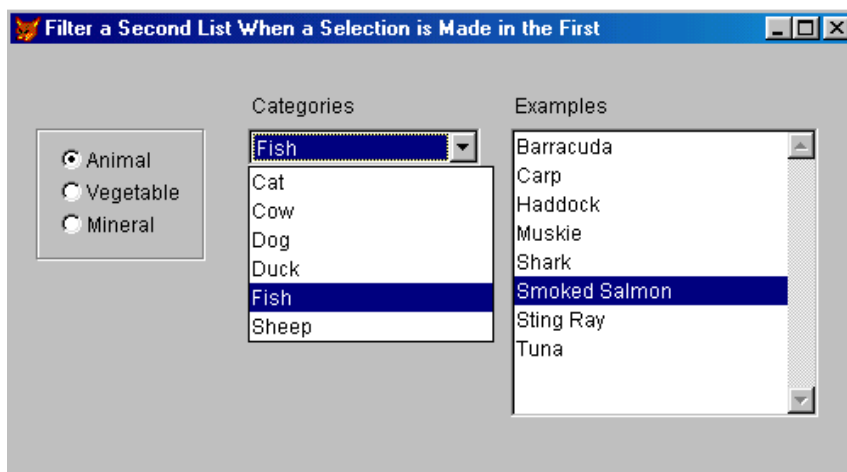 Filter a Second List When a Selection is Made in the First
Categories
Examples
Animal
Vegetable
Mineral
Fish
Cat
Cow
Dog
Duck
Fish
Sheep
Barracuda
Carp
Haddock
Muskie
Shark
Smoked Salmon
Sting Ray
Tuna